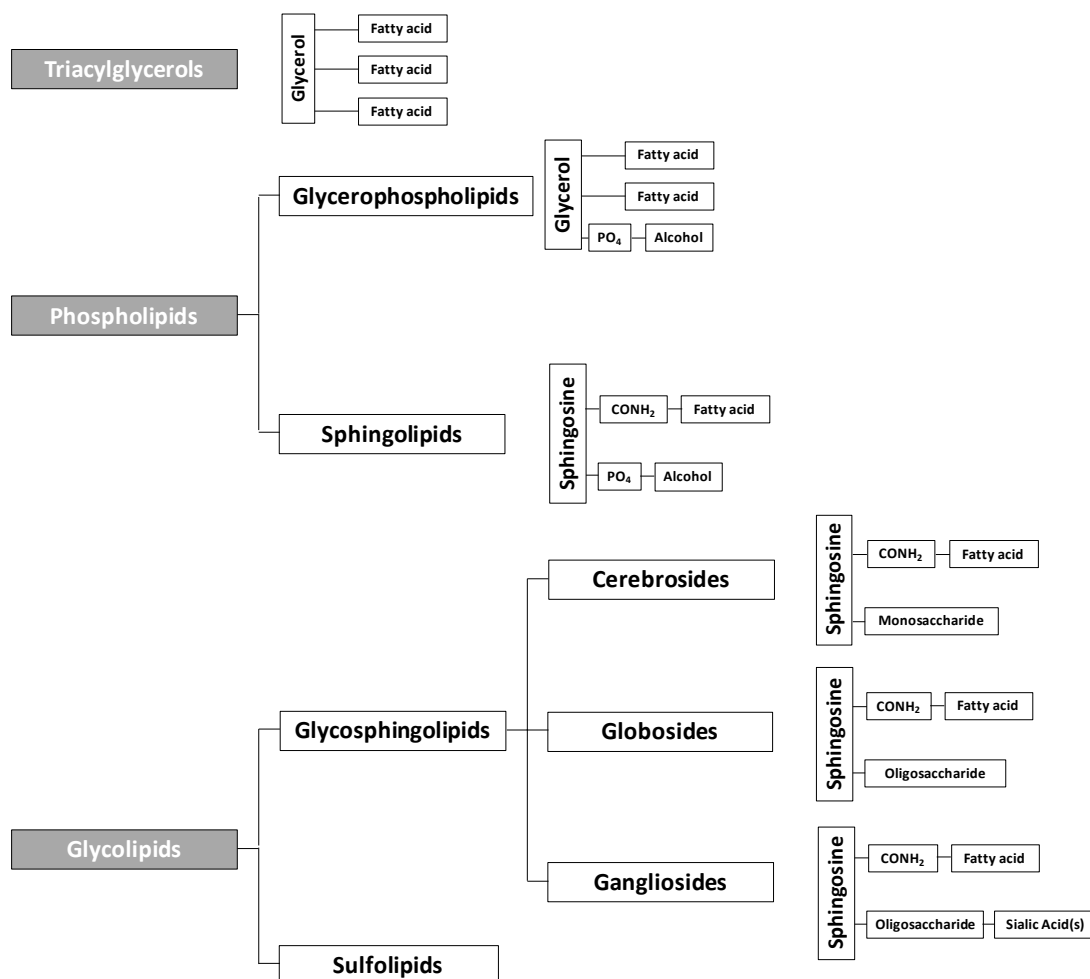 Triacylglycerols
Glycerol
Fatty acid
Fatty acid
Fatty acid
Phospholipids
Glycerophospholipids
Glycerol
Fatty acid
Fatty acid
PO₄
Alcohol
Sphingolipids
Sphingosine
CONH₂
Fatty acid
PO₄
Alcohol
Glycolipids
Glycosphingolipids
Cerebrosides
Sphingosine
CONH₂
Fatty acid
Monosaccharide
Globosides
Sphingosine
CONH₂
Fatty acid
Oligosaccharide
Gangliosides
Sphingosine
CONH₂
Fatty acid
Oligosaccharide
Sialic Acid(s)
Sulfolipids